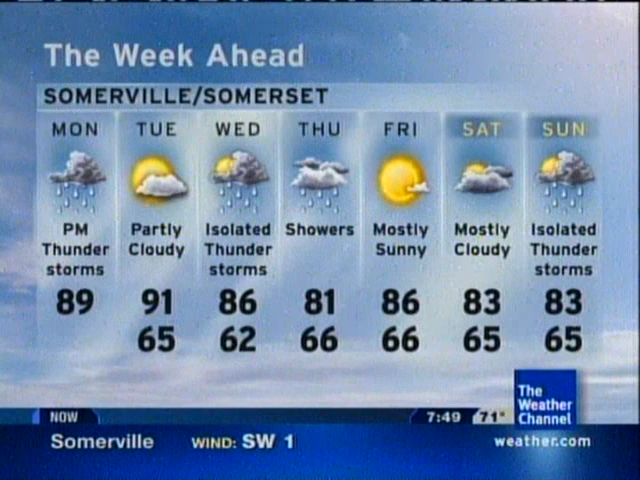 The Week Ahead
SOMERVILLE/SOMERSET
MON TUE WED THU FRI SAT SUN
PM Thunder storms
Partly Cloudy
Isolated Thunder storms
Showers
Mostly Sunny
Mostly Cloudy
Isolated Thunder storms
89 91 86 81 86 83 83
65 62 66 66 65 65
The
Weather
Channel
NOW 7:49 71°
Somerville WIND: SW 1 weather.com